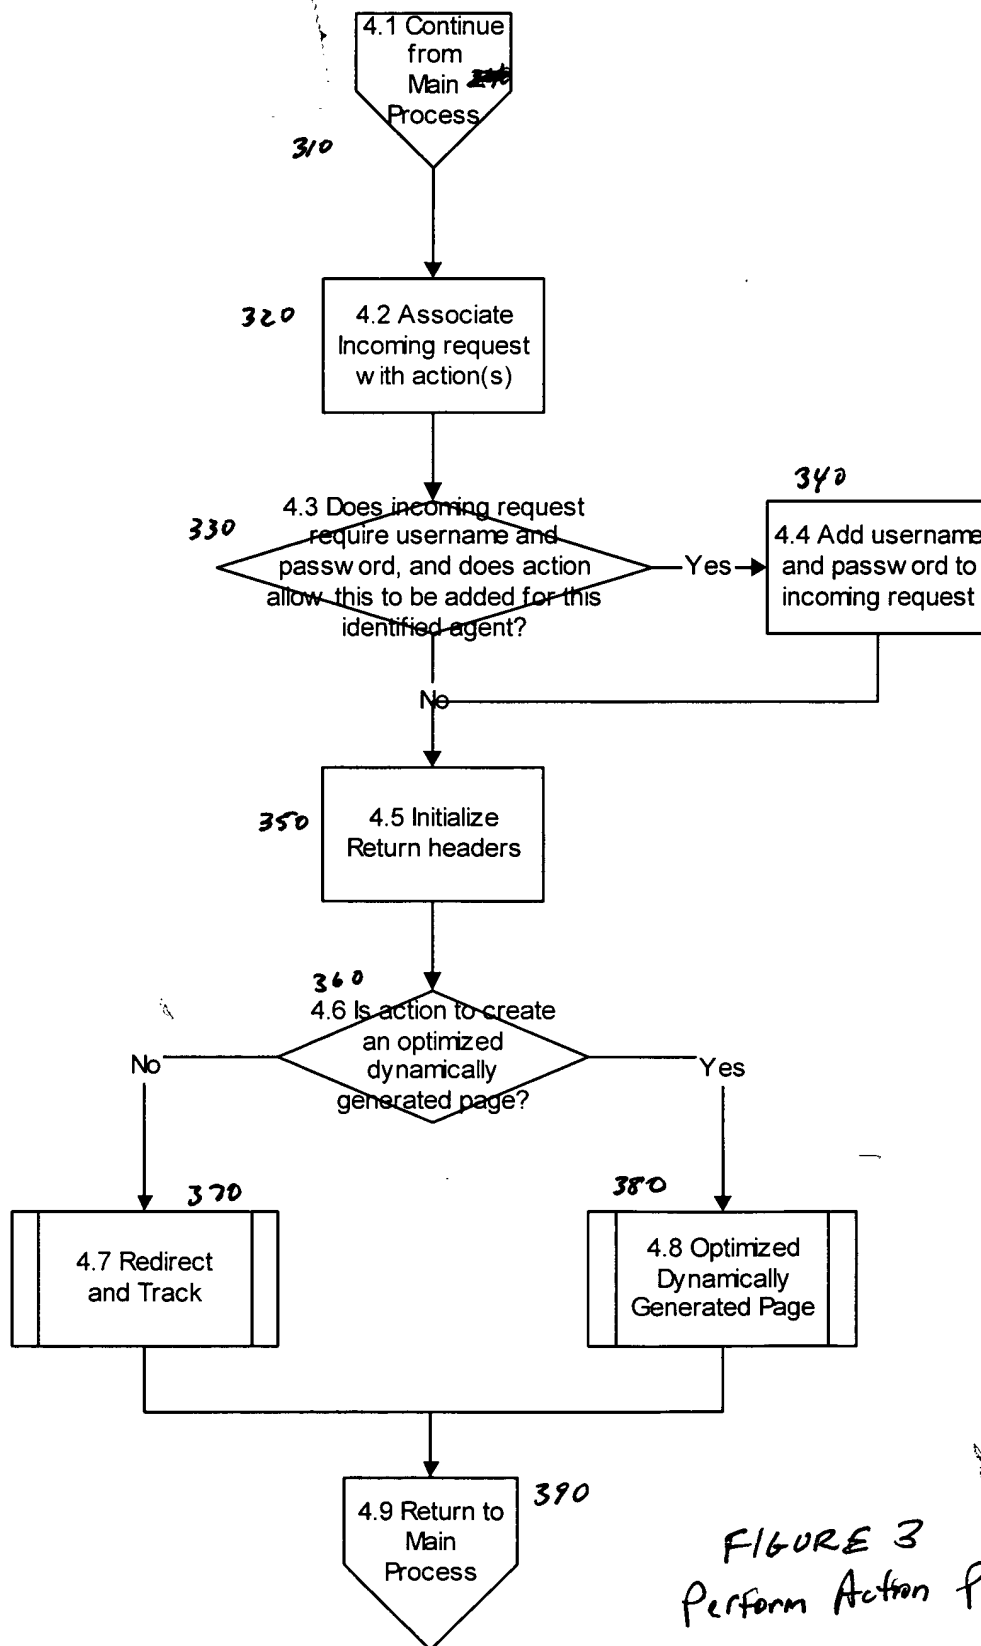 4.1 Continue
from
Main
Process
310
320
4.2 Associate
Incoming request
with action(s)
330
4.3 Does incoming request
require username and
password, and does action
allow this to be added for this
identified agent?
Yes
340
4.4 Add username
and password to
incoming request
No
350
4.5 Initialize
Return headers
360
4.6 Is action to create
an optimized
dynamically
generated page?
No
Yes
370
4.7 Redirect
and Track
380
4.8 Optimized
Dynamically
Generated Page
4.9 Return to
Main
Process
390
FIGURE 3
Perform Action P